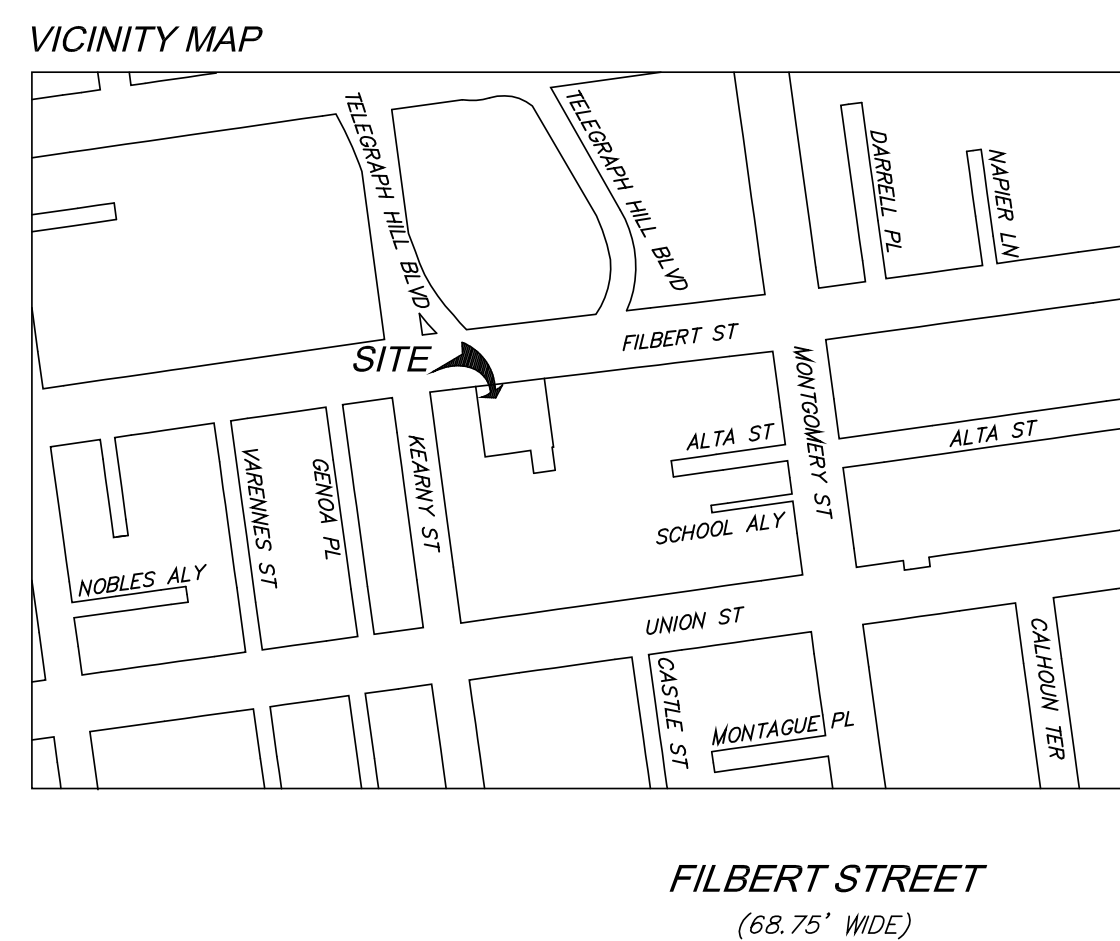 VICINITY MAP
TELEGRAPH HILL BLVD
TELEGRAPH HILL BLVD
DARRELL PL
NAPIER LN
FILBERT ST
SITE
MONTGOMERY ST
ALTA ST
ALTA ST
KEARNY ST
VARENNES ST
GENOA PL
SCHOOL ALY
NOBLES ALY
UNION ST
CALHOUN TER
CASTLE ST
MONTAGUE PL
FILBERT STREET
(68.75' WIDE)